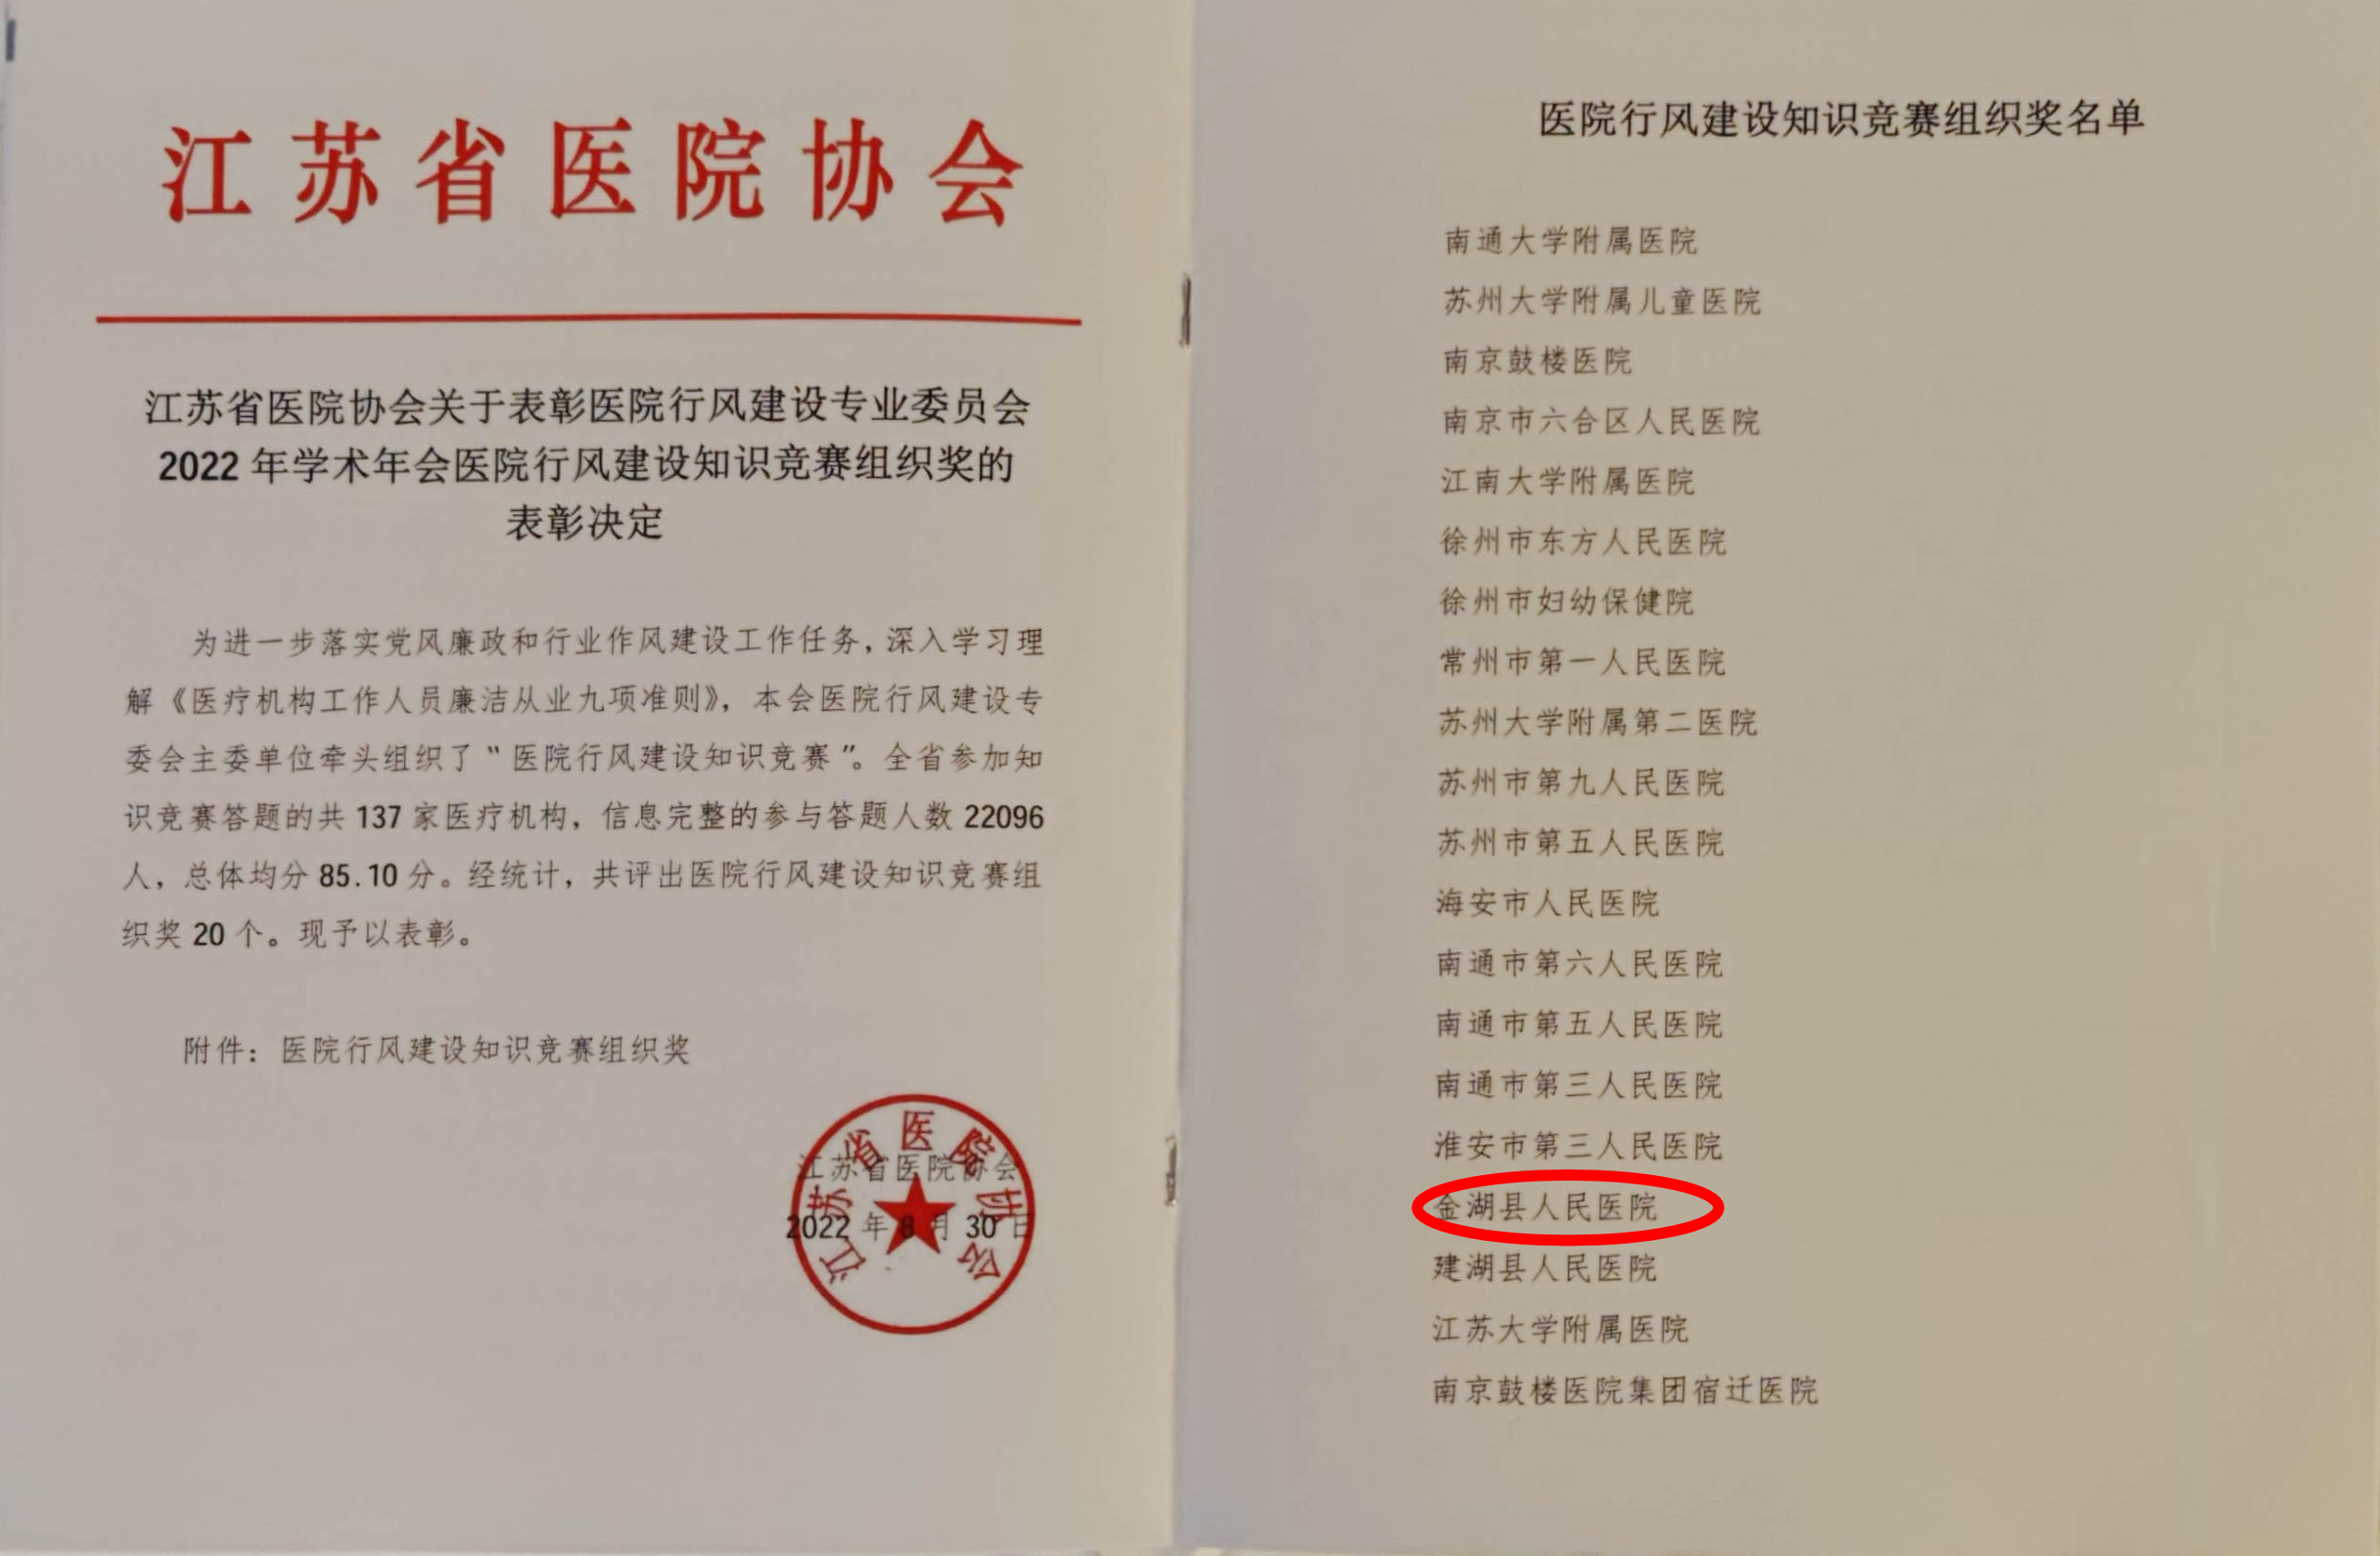 江苏省医院协会
江苏省医院协会关于表彰医院行风建设专业委员会
2022年学术年会医院行风建设知识竞赛组织奖的
表彰决定
为进一步落实党风廉政和行业作风建设工作任务，深入学习理
解《医疗机构工作人员廉洁从业九项准则》，本会医院行风建设专
委会主委单位牵头组织了“医院行风建设知识竞赛”。全省参加知
识竞赛答题的共137家医疗机构，信息完整的参与答题人数22096
人，总体均分85.10分。经统计，共评出医院行风建设知识竞赛组
织奖20个。现予以表彰。
附件：医院行风建设知识竞赛组织奖
江苏省医院协会
2022年8月30日
江苏省医院协会
医院行风建设知识竞赛组织奖名单
南通大学附属医院
苏州大学附属儿童医院
南京鼓楼医院
南京市六合区人民医院
江南大学附属医院
徐州市东方人民医院
徐州市妇幼保健院
常州市第一人民医院
苏州大学附属第二医院
苏州市第九人民医院
苏州市第五人民医院
海安市人民医院
南通市第六人民医院
南通市第五人民医院
南通市第三人民医院
淮安市第三人民医院
金湖县人民医院
建湖县人民医院
江苏大学附属医院
南京鼓楼医院集团宿迁医院